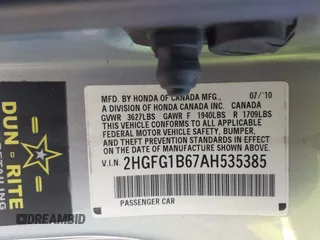 MFD. BY HONDA OF CANADA MFG., 07/10
A DIVISION OF HONDA CANADA INC. CANADA
GVWR 3627LBS GAWR F 1940LBS R 1709LBS
THIS VEHICLE CONFORMS TO ALL APPLICABLE
FEDERAL MOTOR VEHICLE SAFETY, BUMPER,
AND THEFT PREVENTION STANDARDS IN EFFECT ON
THE DATE OF MANUFACTURE SHOWN ABOVE.
V.I.N. 2HGFG1B67AH535385
PASSENGER CAR
DUN-RITE
DETAILING
DREAMBID